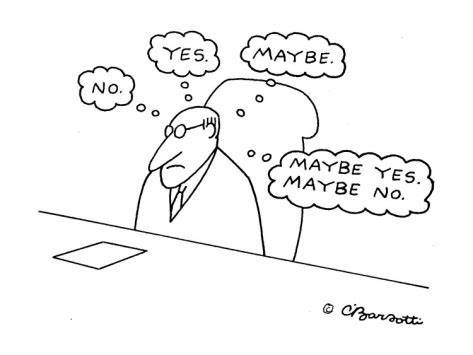 NO.
YES.
MAYBE.
MAYBE YES.
MAYBE NO.
© C Barsotti